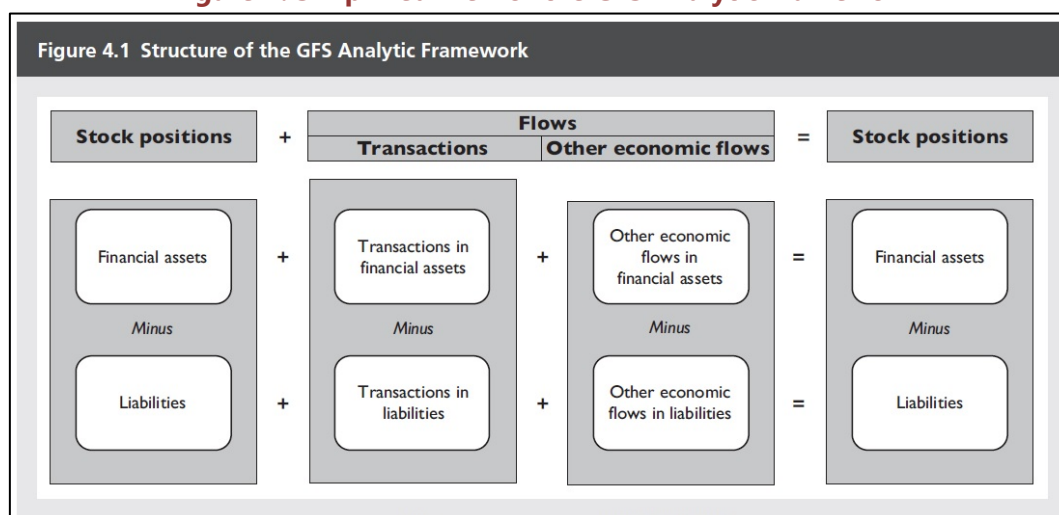 Figure 4.1 Structure of the GFS Analytic Framework
Stock positions + Flows = Stock positions
Transactions Other economic flows
Financial assets + Transactions in financial assets + Other economic flows in financial assets = Financial assets
Minus Minus Minus Minus
Liabilities + Transactions in liabilities + Other economic flows in liabilities = Liabilities